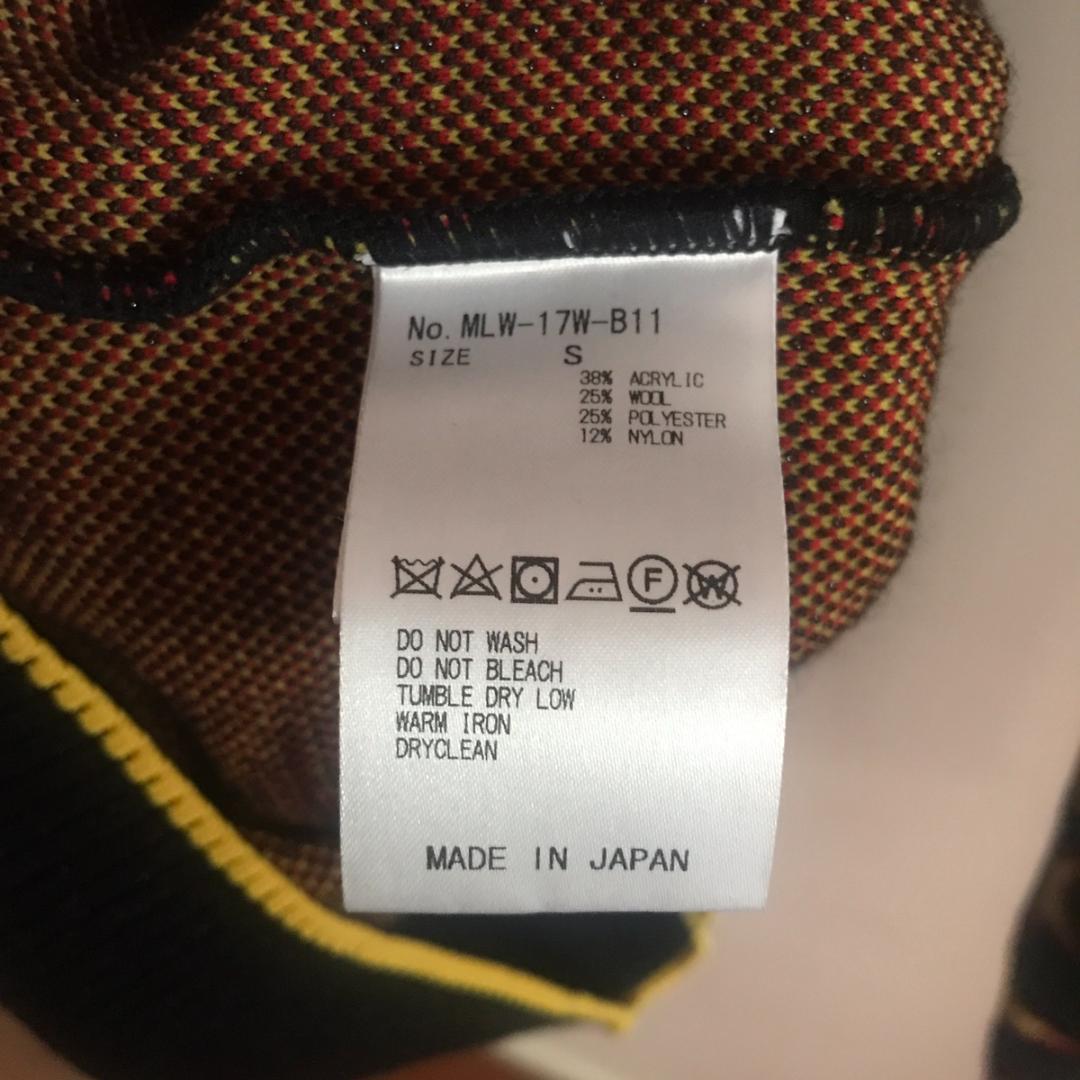 No. MLW-17W-B11
SIZE S
38% ACRYLIC
25% WOOL
25% POLYESTER
12% NYLON
F W
DO NOT WASH
DO NOT BLEACH
TUMBLE DRY LOW
WARM IRON
DRYCLEAN
MADE IN JAPAN